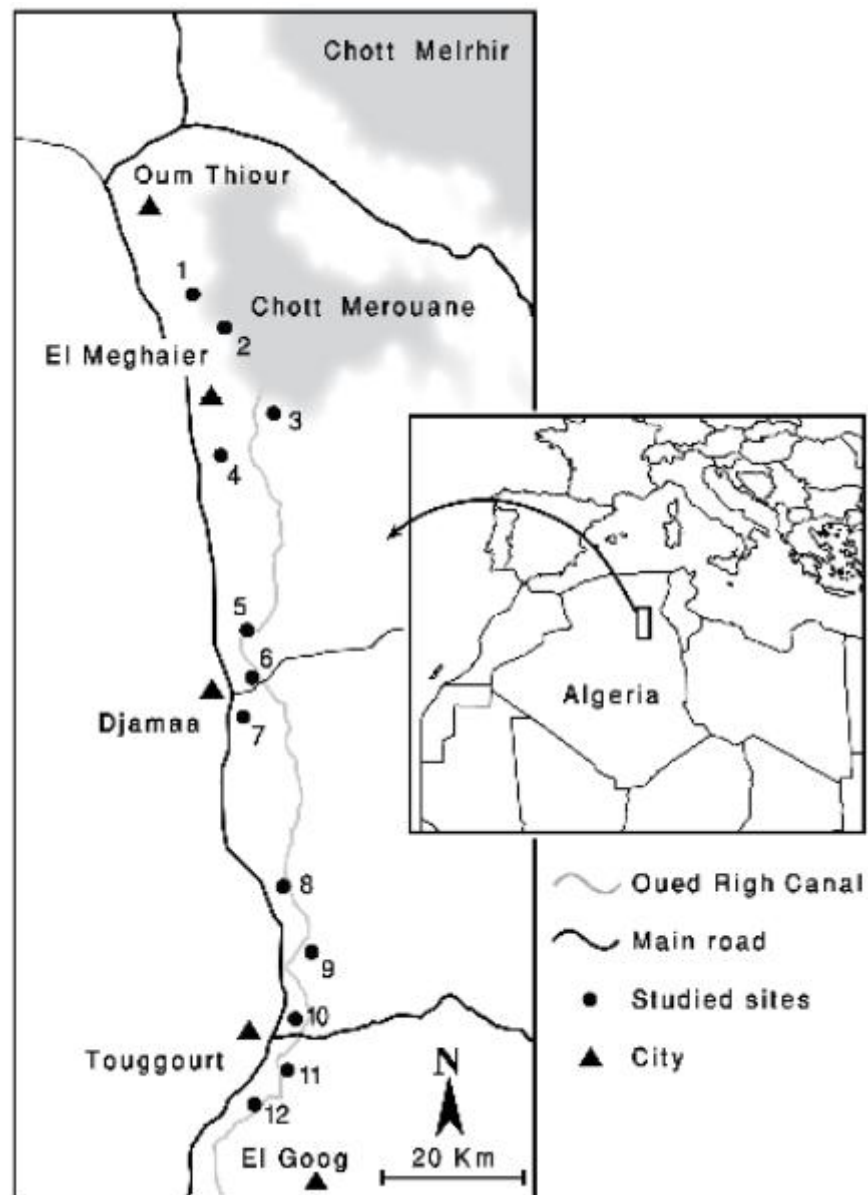 Chott Melrhir
Oum Thiour
1
Chott Merouane
2
El Meghaier
3
4
5
6
Djamaa
7
Algeria
8
Oued Righ Canal
9
Main road
10
Studied sites
Touggourt
N
City
11
12
El Goog
20 Km